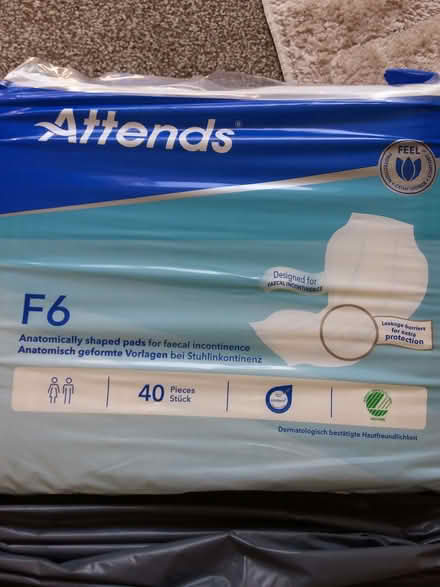 Attends®
FEEL
Designed for
FAECAL INCONTINENCE
Leakage barriers
for extra
protection
F6
Anatomically shaped pads for faecal incontinence
Anatomisch geformte Vorlagen bei Stuhlinkontinenz
40 Pieces
Stück
Dermatologisch bestätigte Hautfreundlichkeit